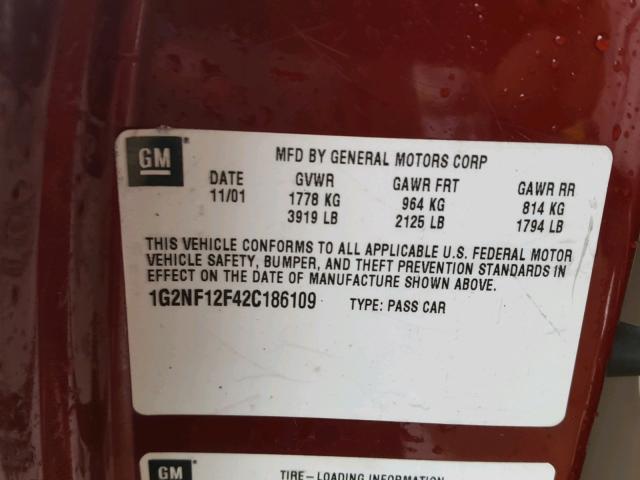 GM
MFD BY GENERAL MOTORS CORP
DATE GVWR GAWR FRT GAWR RR
11/01 1778 KG 964 KG 814 KG
3919 LB 2125 LB 1794 LB
THIS VEHICLE CONFORMS TO ALL APPLICABLE U.S. FEDERAL MOTOR
VEHICLE SAFETY, BUMPER, AND THEFT PREVENTION STANDARDS IN
EFFECT ON THE DATE OF MANUFACTURE SHOWN ABOVE.
1G2NF12F42C186109 TYPE: PASS CAR
GM
TIRE-LOADING INFORMATION